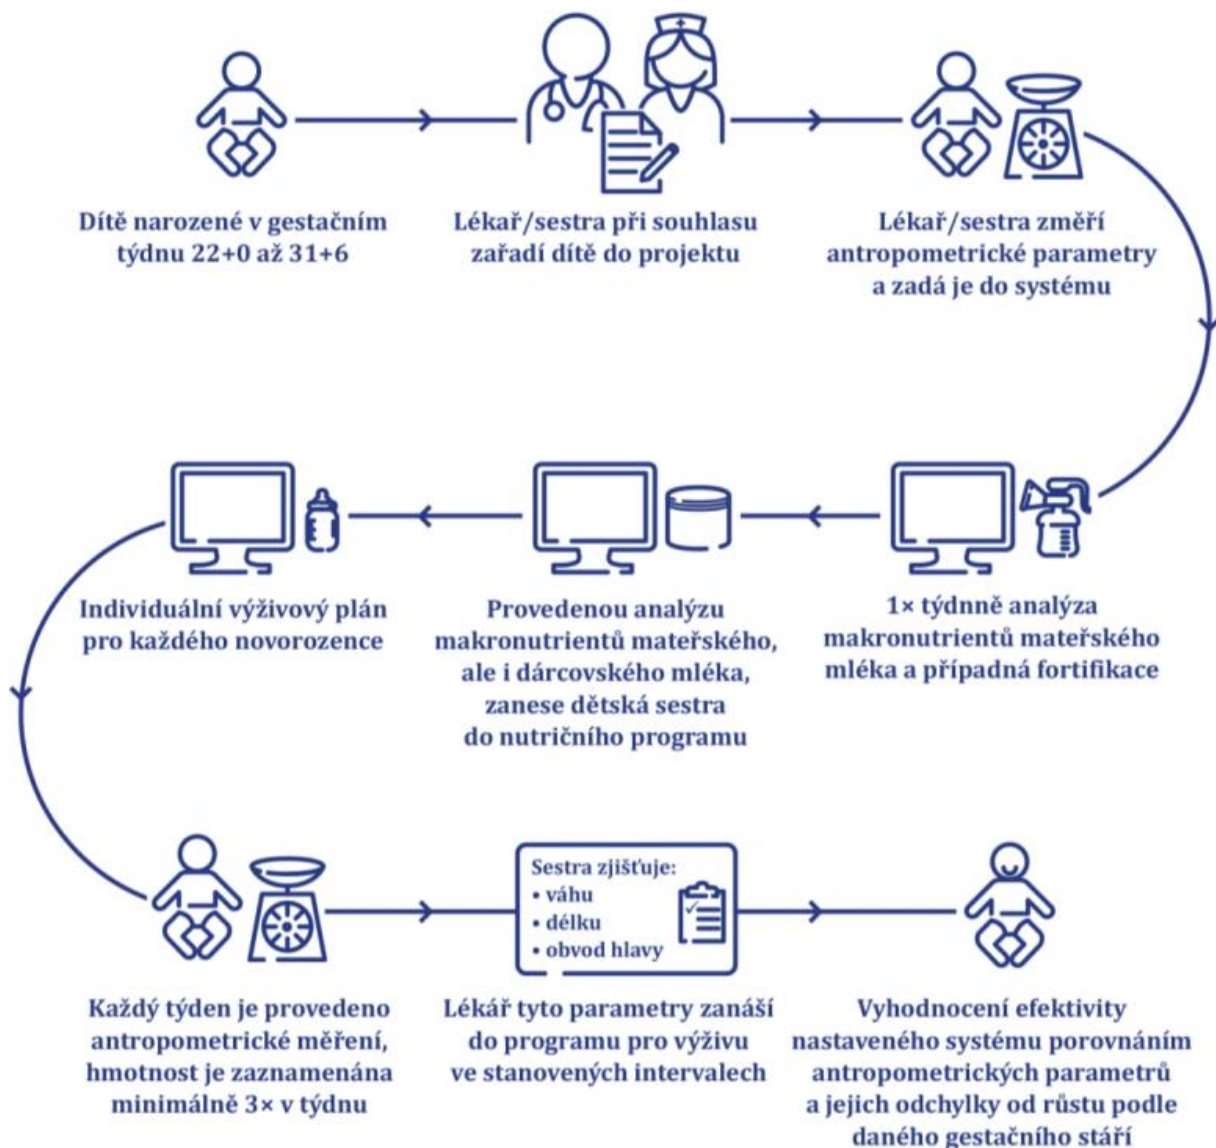 Dítě narozené v gestačním
týdnu 22+0 až 31+6
Lékař/sestra při souhlasu
zařadí dítě do projektu
Lékař/sestra změří
antropometrické parametry
a zadá je do systému
1× týdnně analýza
makronutrientů mateřského
mléka a případná fortifikace
Provedenou analýzu
makronutrientů mateřského,
ale i dárcovského mléka,
zanese dětská sestra
do nutričního programu
Individuální výživový plán
pro každého novorozence
Každý týden je provedeno
antropometrické měření,
hmotnost je zaznamenána
minimálně 3× v týdnu
Sestra zjišťuje:
• váhu
• délku
• obvod hlavy
Lékář tyto parametry zanáší
do programu pro výživu
ve stanovených intervalech
Vyhodnocení efektivity
nastaveného systému porovnáním
antropometrických parametrů
a jejich odchylky od růstu podle
daného gestačního stáří